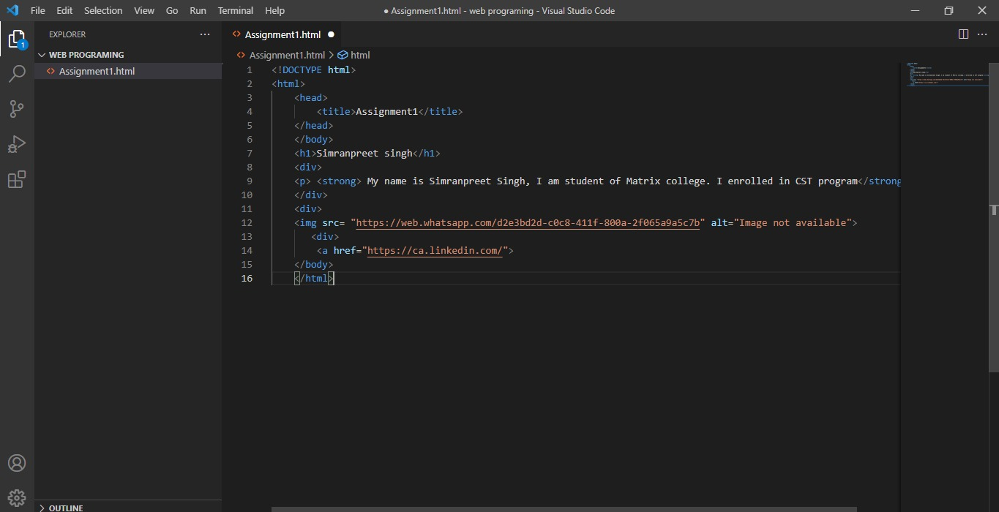 File Edit Selection View Go Run Terminal Help ● Assignment1.html - web programing - Visual Studio Code
EXPLORER ··· <> Assignment1.html ● ···
1
WEB PROGRAMING <> Assignment1.html > html
<> Assignment1.html
1 <!DOCTYPE html>
2 <html>
3 <head>
4 <title>Assignment1</title>
5 </head>
6 </body>
7 <h1>Simranpreet singh</h1>
8 <div>
9 <p> <strong> My name is Simranpreet Singh, I am student of Matrix college. I enrolled in CST program</strong
10 </div>
11 <div>
12 <img src= "https://web.whatsapp.com/d2e3bd2d-c0c8-411f-800a-2f065a9a5c7b" alt="Image not available">
13 <div>
14 <a href="https://ca.linkedin.com/">
15 </body>
16 </html>
OUTLINE